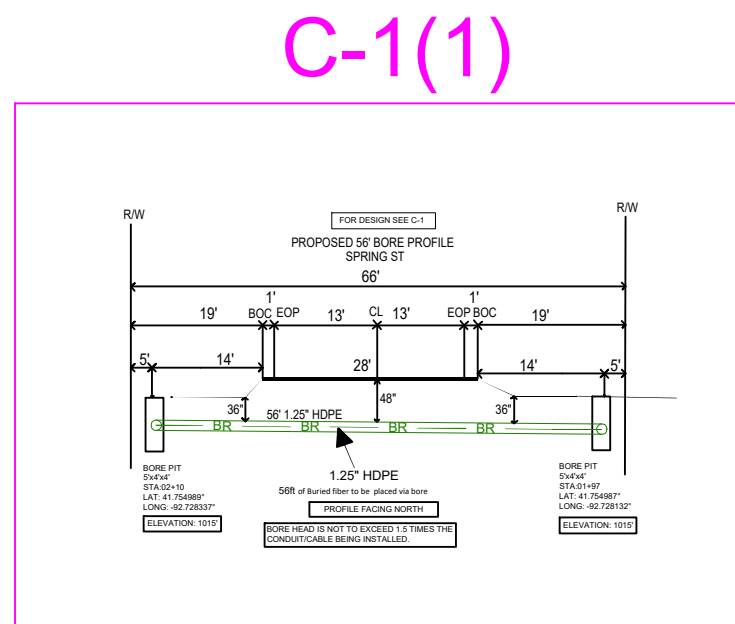 C-1(1)
R/W
R/W
FOR DESIGN SEE C-1
PROPOSED 56' BORE PROFILE
SPRING ST
66'
1'
1'
19'
BOC EOP
13'
CL
13'
EOP BOC
19'
5'
14'
28'
14'
5'
36"
48"
36"
56' 1.25" HDPE
BR BR BR BR
1.25" HDPE
56ft of Buried fiber to be placed via bore
PROFILE FACING NORTH
BORE HEAD IS NOT TO EXCEED 1.5 TIMES THE
CONDUIT/CABLE BEING INSTALLED.
BORE PIT
5'x4'x4'
STA:02+10
LAT: 41.754989°
LONG: -92.728337°
ELEVATION: 1015'
BORE PIT
5'x4'x4'
STA:01+97
LAT: 41.754987°
LONG: -92.728132°
ELEVATION: 1015'